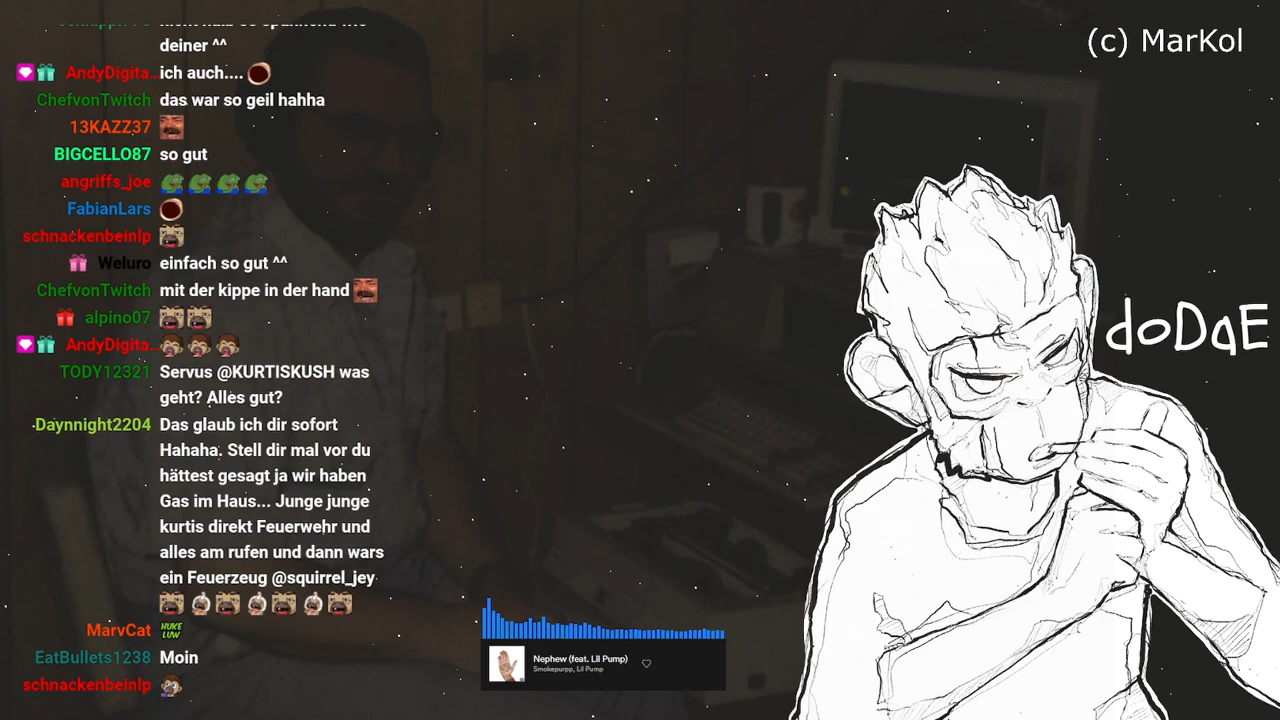 (c) MarKol
deiner ^^
AndyDigita... ich auch....
ChefvonTwitch das war so geil hahha
13KAZZ37
BIGCELLO87 so gut
angriffs_joe
FabianLars
schnackenbeinlp
Weluro einfach so gut ^^
ChefvonTwitch mit der kippe in der hand
alpino07
AndyDigita...
TODY12321 Servus @KURTISKUSH was
geht? Alles gut?
Daynnight2204 Das glaub ich dir sofort
Hahaha. Stell dir mal vor du
hättest gesagt ja wir haben
Gas im Haus... Junge junge
kurtis direkt Feuerwehr und
alles am rufen und dann wars
ein Feuerzeug @squirrel_jey
MarvCat HUKE
LUW
EatBullets1238 Moin
schnackenbeinlp
doDaE
Nephew (feat. Lil Pump)
Smokepurpp, Lil Pump